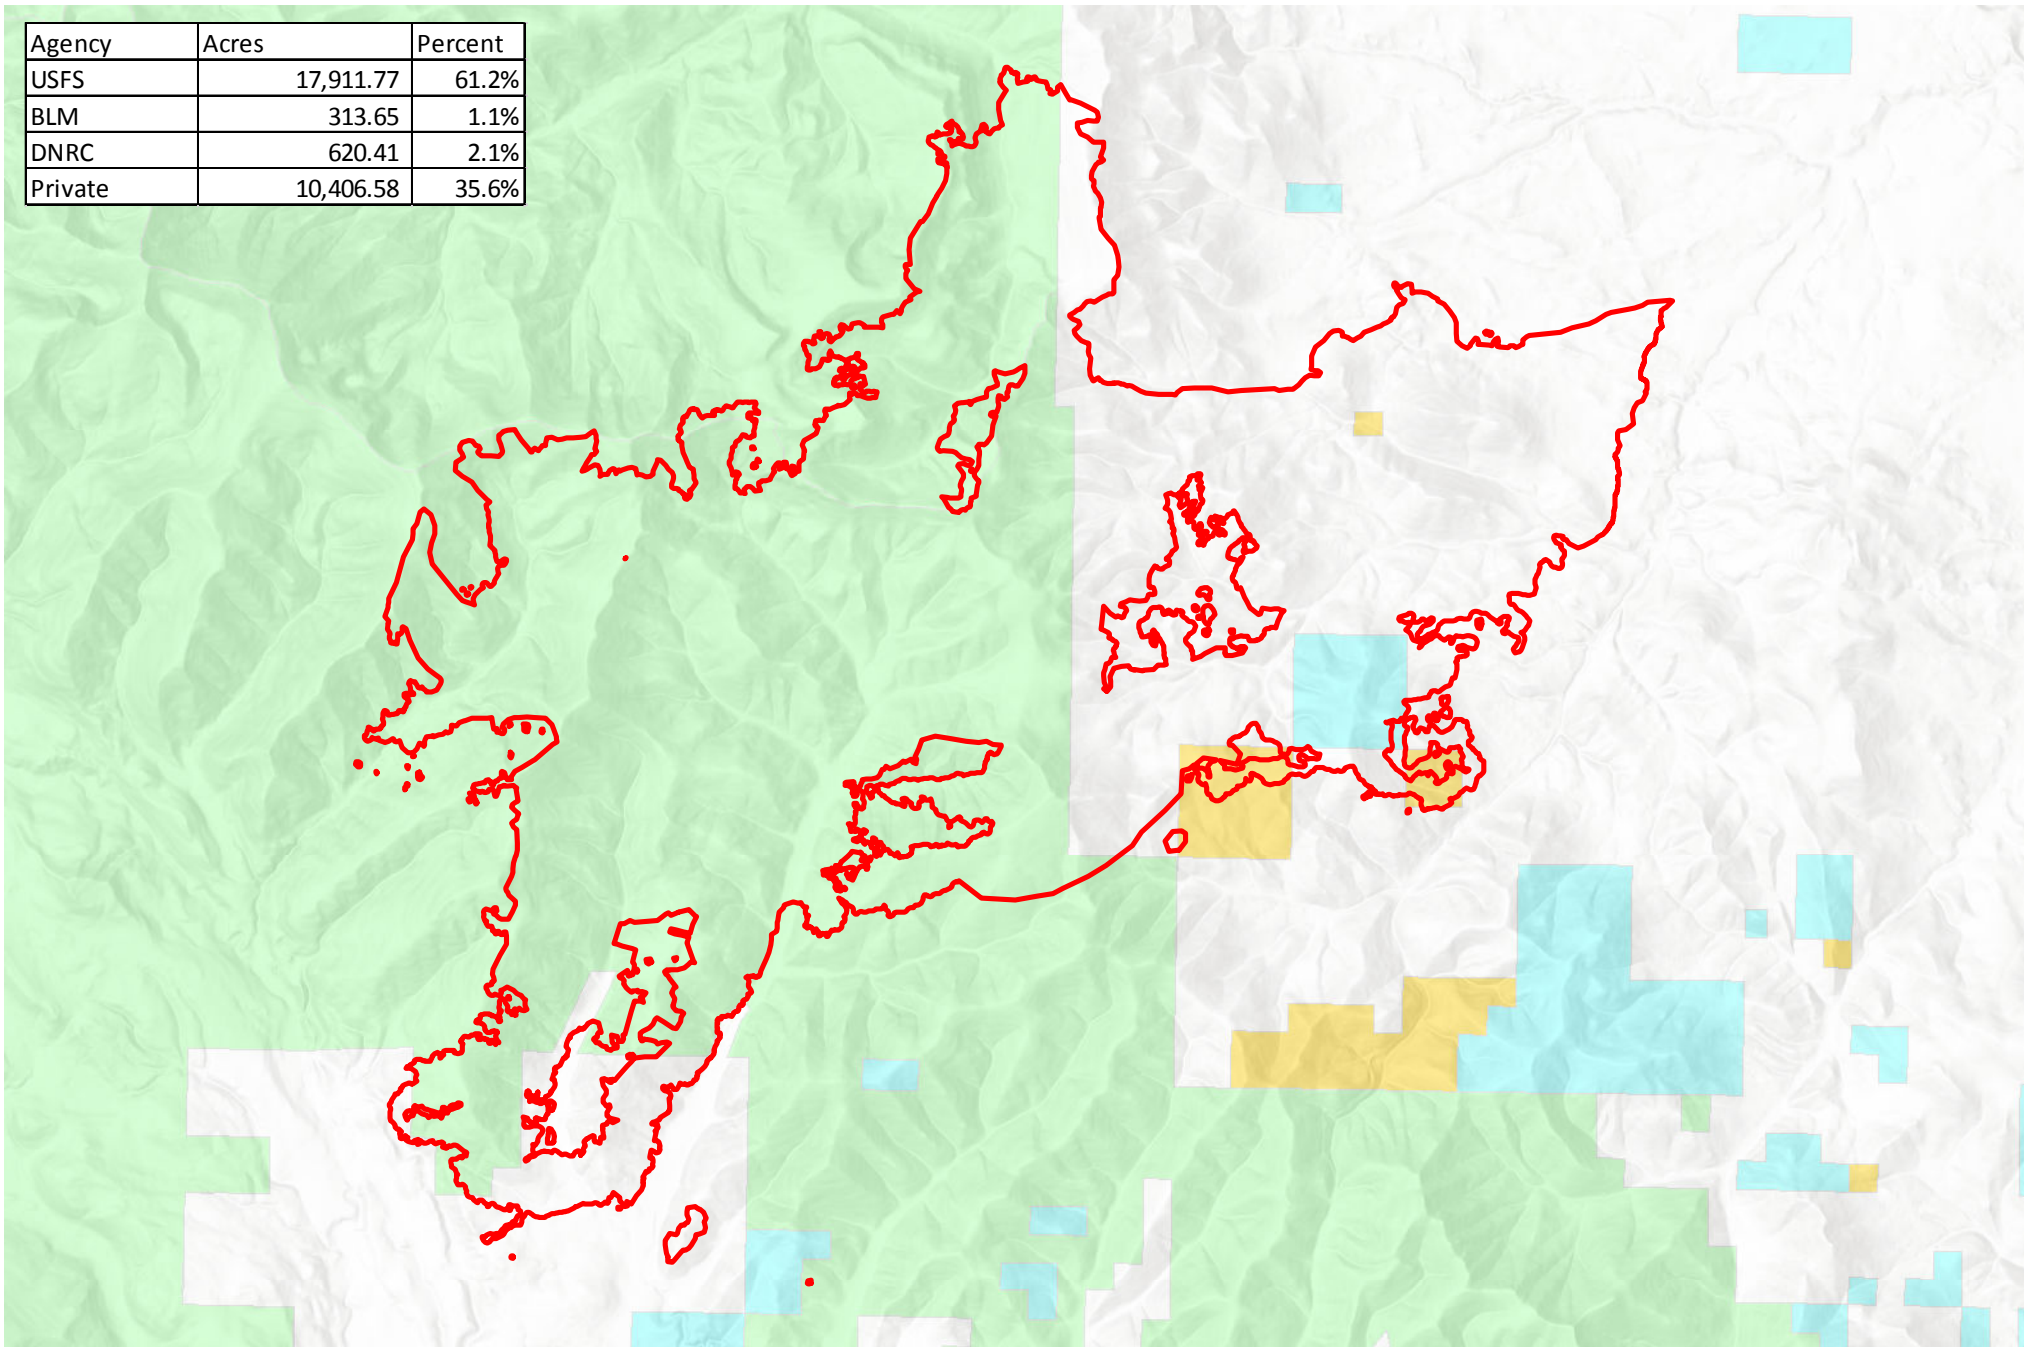 Agency Acres Percent
USFS 17,911.77 61.2%
BLM 313.65 1.1%
DNRC 620.41 2.1%
Private 10,406.58 35.6%